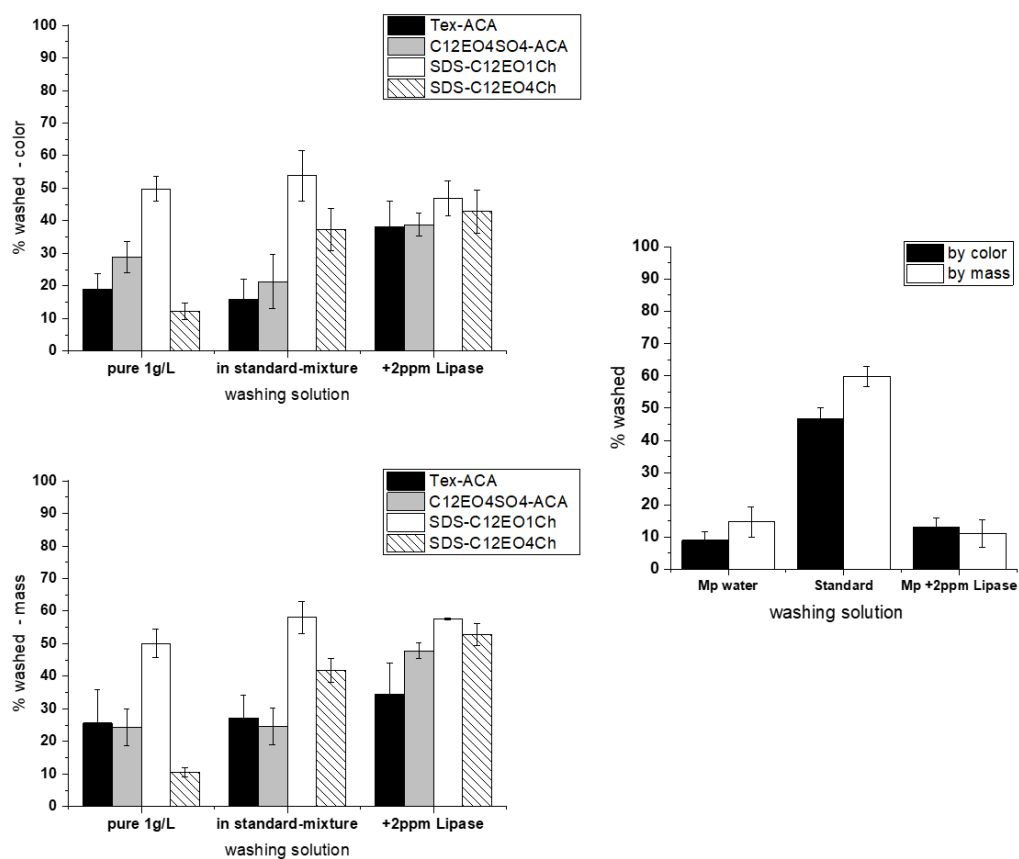 100
90
80
70
60
50
40
30
20
10
0
% washed - color
Tex-ACA
C12EO4SO4-ACA
SDS-C12EO1Ch
SDS-C12EO4Ch
pure 1g/L in standard-mixture +2ppm Lipase
washing solution
100
90
80
70
60
50
40
30
20
10
0
% washed - mass
Tex-ACA
C12EO4SO4-ACA
SDS-C12EO1Ch
SDS-C12EO4Ch
pure 1g/L in standard-mixture +2ppm Lipase
washing solution
100
90
80
70
60
50
40
30
20
10
0
% washed
by color
by mass
Mp water Standard Mp +2ppm Lipase
washing solution